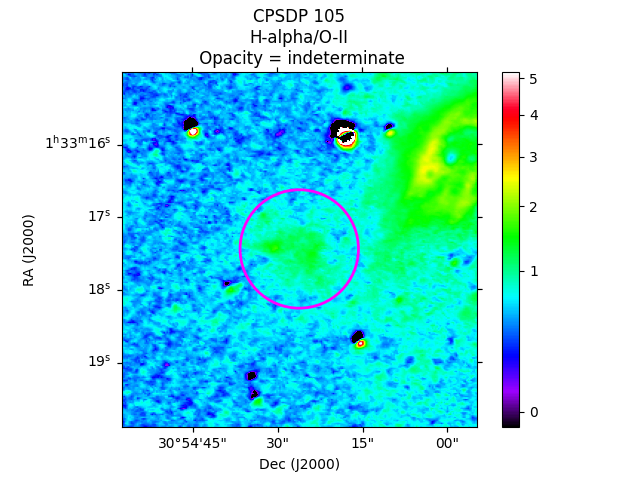 CPSDP 105
H-alpha/O-II
Opacity = indeterminate
5
4
3
2
1
0
1ʰ33ᵐ16ˢ
17ˢ
18ˢ
19ˢ
RA (J2000)
30°54'45" 30" 15" 00"
Dec (J2000)